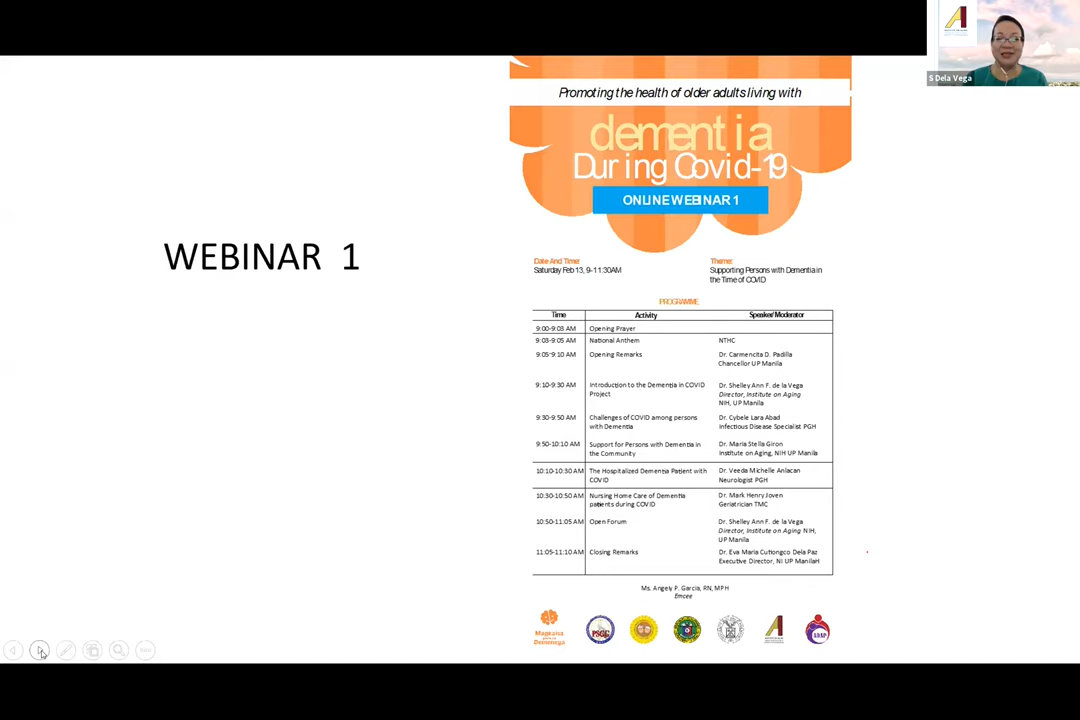 S Dela Vega
WEBINAR 1
Promoting the health of older adults living with
dementia
During Covid-19
ONLINE WEBINAR 1
Date And Time:
Saturday Feb 13, 9-11:30AM
Theme:
Supporting Persons with Dementia in
the Time of COVID
PROGRAMME
Time Activity Speaker/Moderator
9:00-9:03 AM Opening Prayer
9:03-9:05 AM National Anthem NTHC
9:05-9:10 AM Opening Remarks Dr. Carmencita D. Padilla
Chancellor UP Manila
9:10-9:30 AM Introduction to the Dementia in COVID Dr. Shelley Ann F. de la Vega
Project Director, Institute on Aging
NIH, UP Manila
9:30-9:50 AM Challenges of COVID among persons Dr. Cybele Lara Abad
with Dementia Infectious Disease Specialist PGH
9:50-10:10 AM Support for Persons with Dementia in Dr. Maria Stella Giron
the Community Institute on Aging, NIH UP Manila
10:10-10:30 AM The Hospitalized Dementia Patient with Dr. Veeda Michelle Anlacan
COVID Neurologist PGH
10:30-10:50 AM Nursing Home Care of Dementia Dr. Mark Henry Joven
patients during COVID Geriatrician TMC
10:50-11:05 AM Open Forum Dr. Shelley Ann F. de la Vega
Director, Institute on Aging NIH,
UP Manila
11:05-11:10 AM Closing Remarks Dr. Eva Maria Cutiongco Dela Paz
Executive Director, NI UP ManilaH
Ms. Angely P. Garcia, RN, MPH
Emcee
Magkaisa
Demensya
PSGG